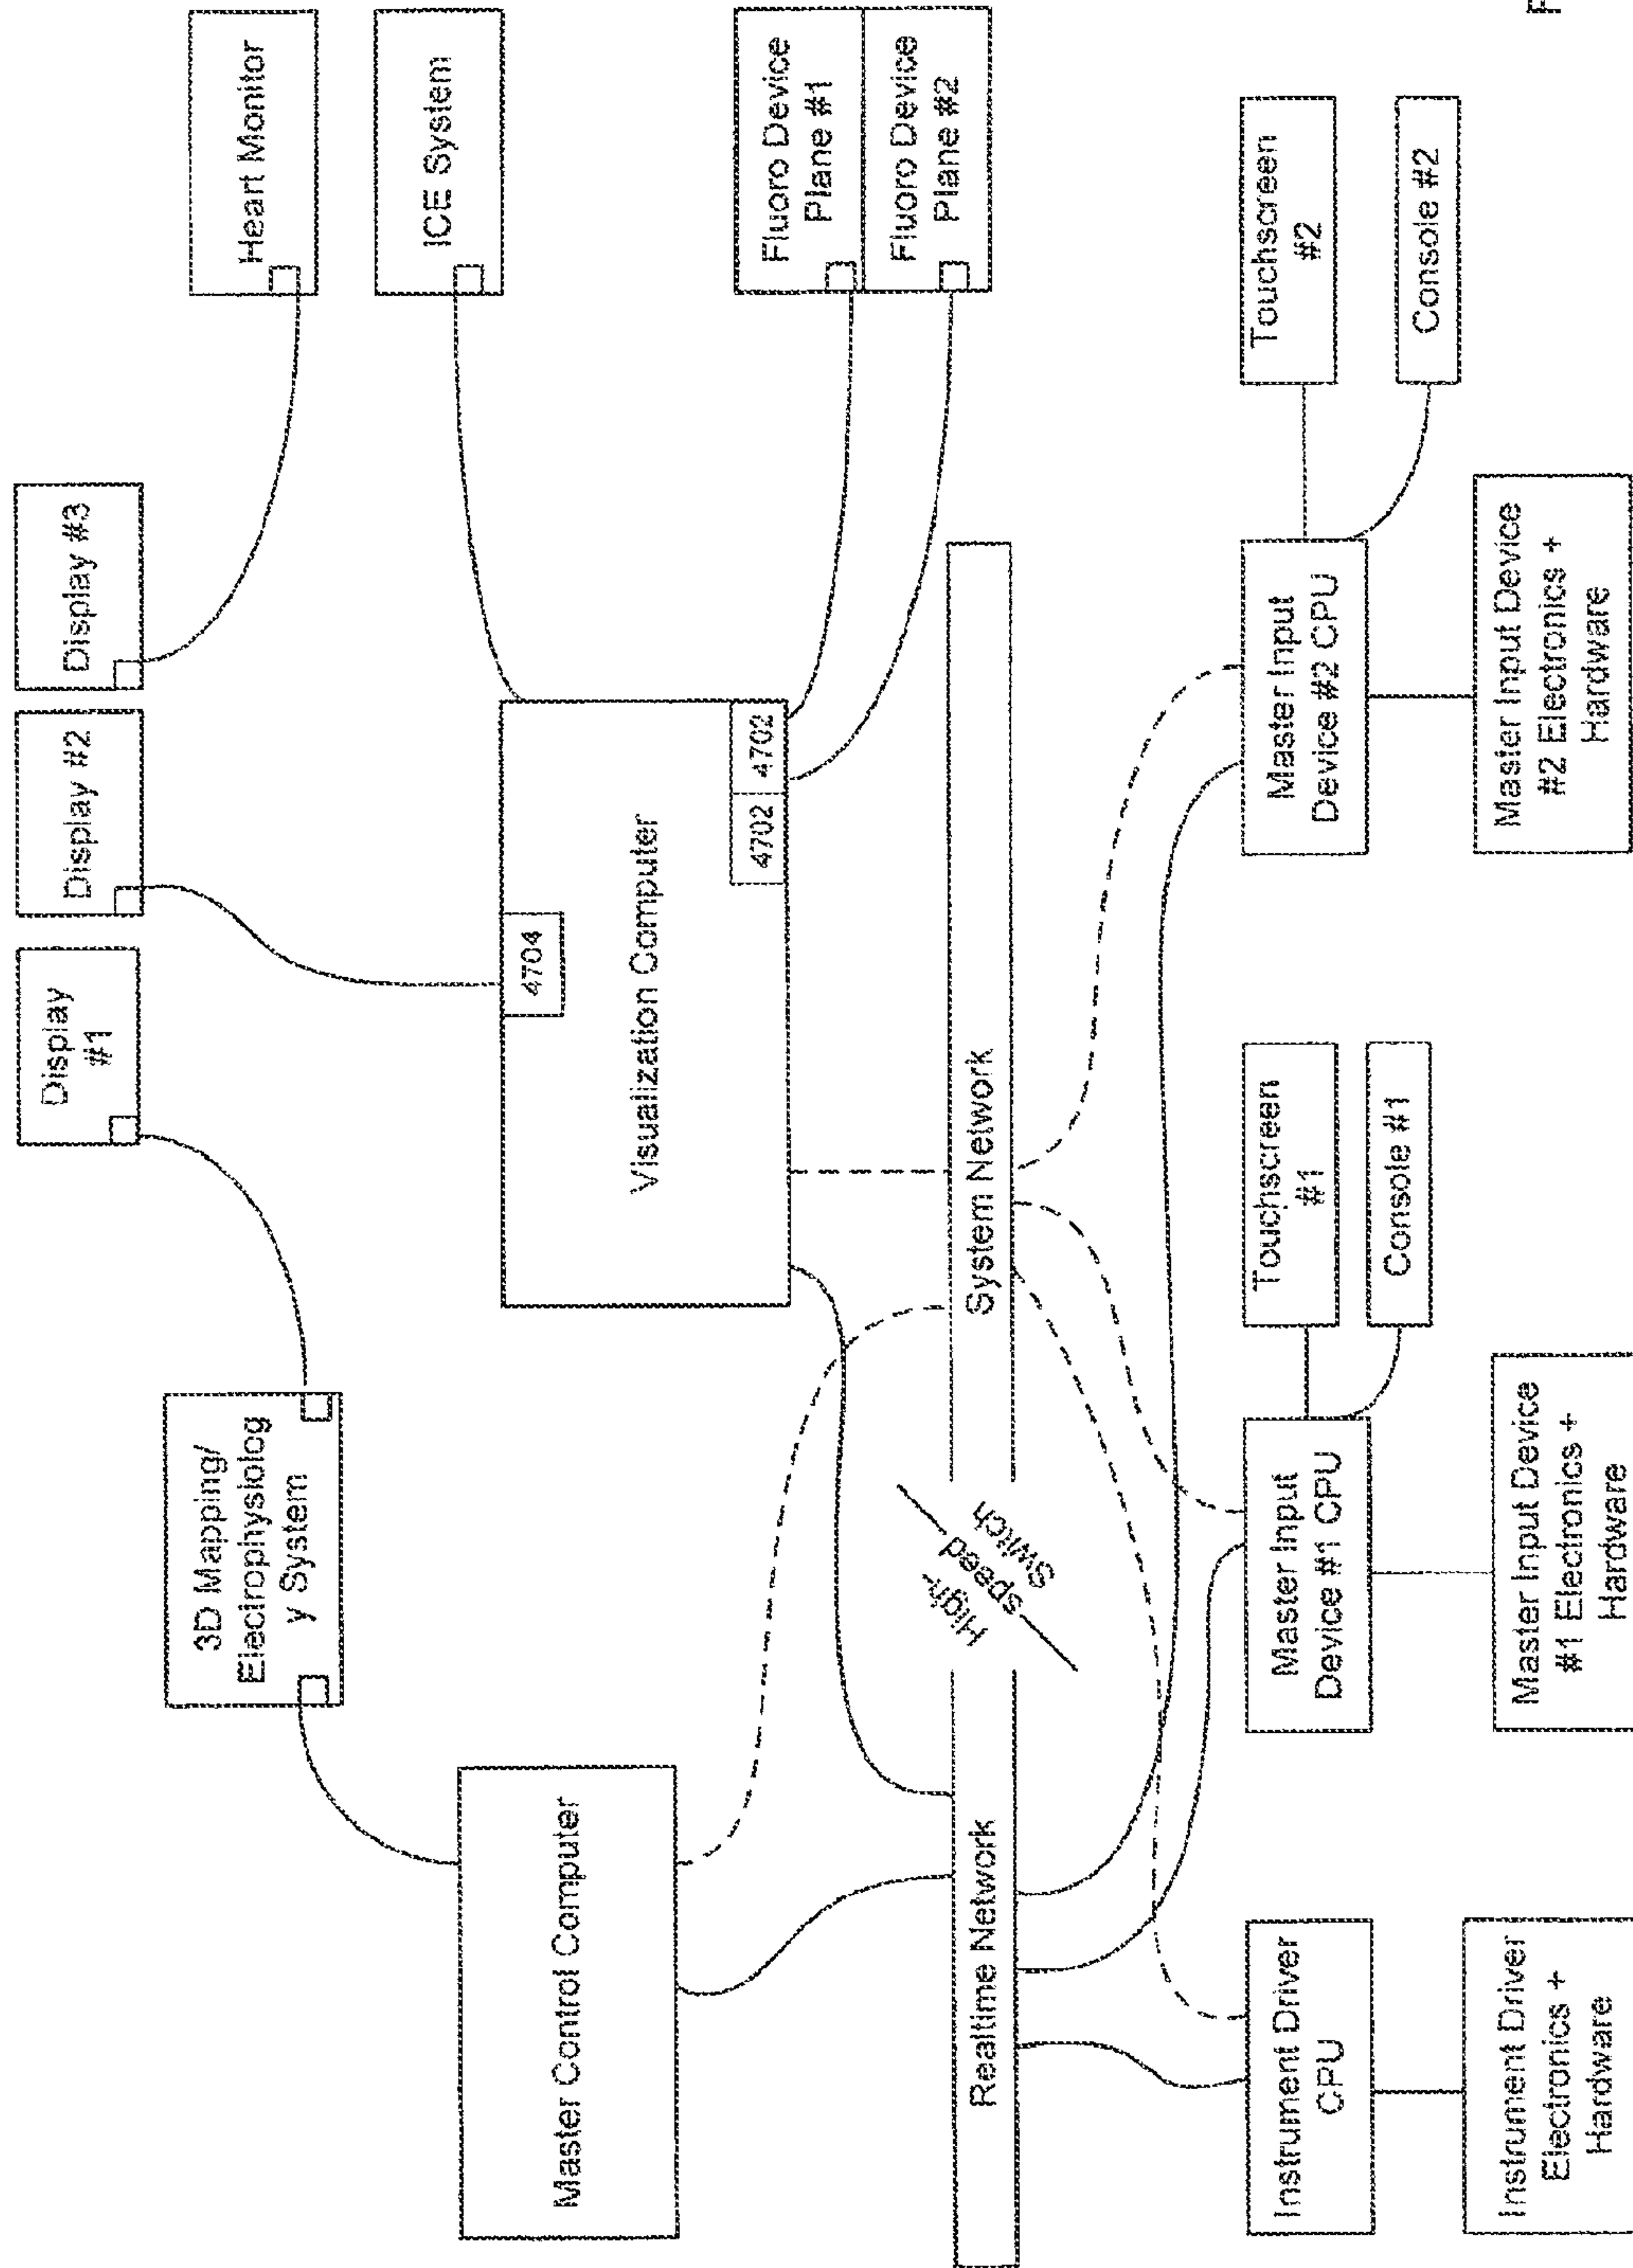 Display
#1
Display #2
Display #3
3D Mapping/
Electrophysiolog
y System
Heart Monitor
ICE System
Master Control Computer
4704
Visualization Computer
4702
4702
Fluoro Device
Plane #1
Fluoro Device
Plane #2
Realtime Network
High-
speed
Switch
System Network
Instrument Driver
CPU
Master Input
Device #1 CPU
Touchscreen
#1
Console #1
Master Input
Device #2 CPU
Touchscreen
#2
Console #2
Instrument Driver
Electronics +
Hardware
Master Input Device
#1 Electronics +
Hardware
Master Input Device
#2 Electronics +
Hardware